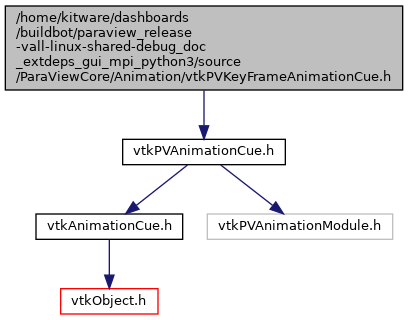 /home/kitware/dashboards
/buildbot/paraview_release
-vall-linux-shared-debug_doc
_extdeps_gui_mpi_python3/source
/ParaViewCore/Animation/vtkPVKeyFrameAnimationCue.h
vtkPVAnimationCue.h
vtkAnimationCue.h
vtkPVAnimationModule.h
vtkObject.h